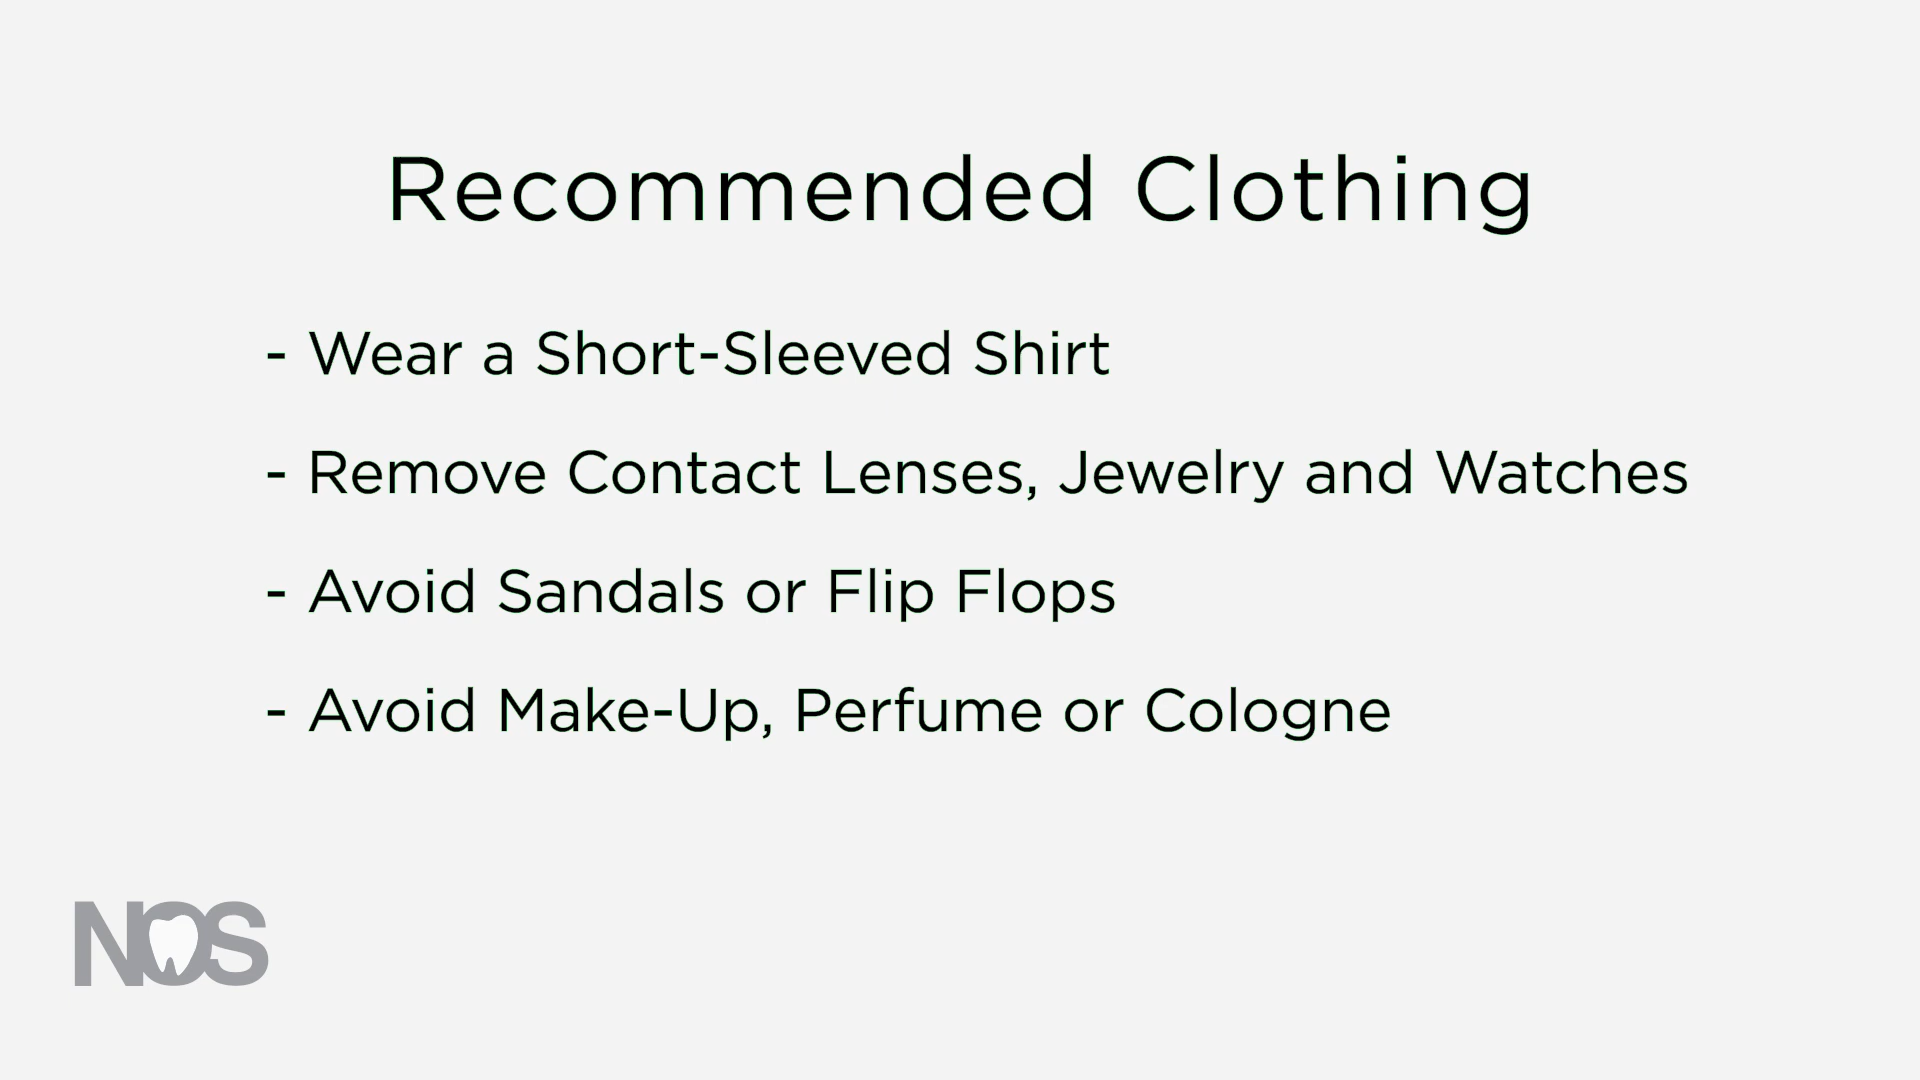 Recommended Clothing
- Wear a Short-Sleeved Shirt
- Remove Contact Lenses, Jewelry and Watches
- Avoid Sandals or Flip Flops
- Avoid Make-Up, Perfume or Cologne
NOS